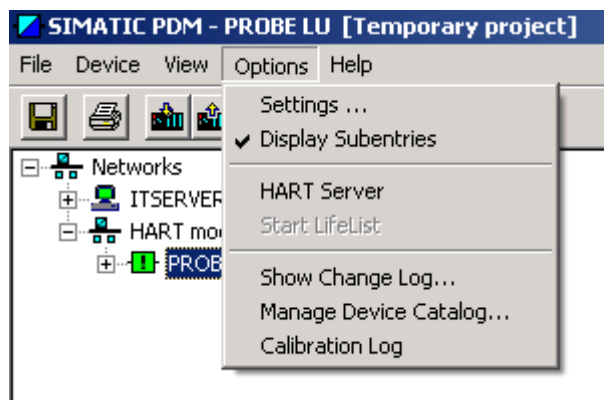 SIMATIC PDM - PROBE LU [Temporary project]
File Device View Options Help
Settings ...
Display Subentries
HART Server
Start LifeList
Show Change Log...
Manage Device Catalog...
Calibration Log
Networks
ITSERVER
HART mo
PROB